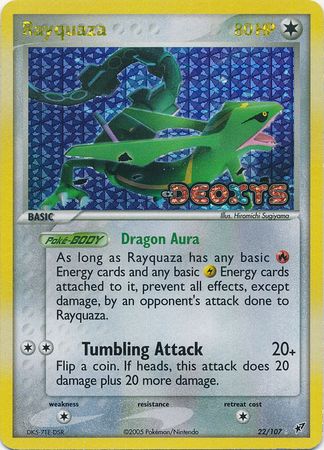 Rayquaza 80 HP
DEOXYS
BASIC
Illus. Hiromichi Sugiyama
Poké-BODY Dragon Aura
As long as Rayquaza has any basic
Energy cards and any basic Energy cards
attached to it, prevent all effects, except
damage, by an opponent's attack done to
Rayquaza.
Tumbling Attack 20+
Flip a coin. If heads, this attack does 20
damage plus 20 more damage.
weakness resistance retreat cost
DKS-71E-DSR ©2005 Pokémon/Nintendo 22/107